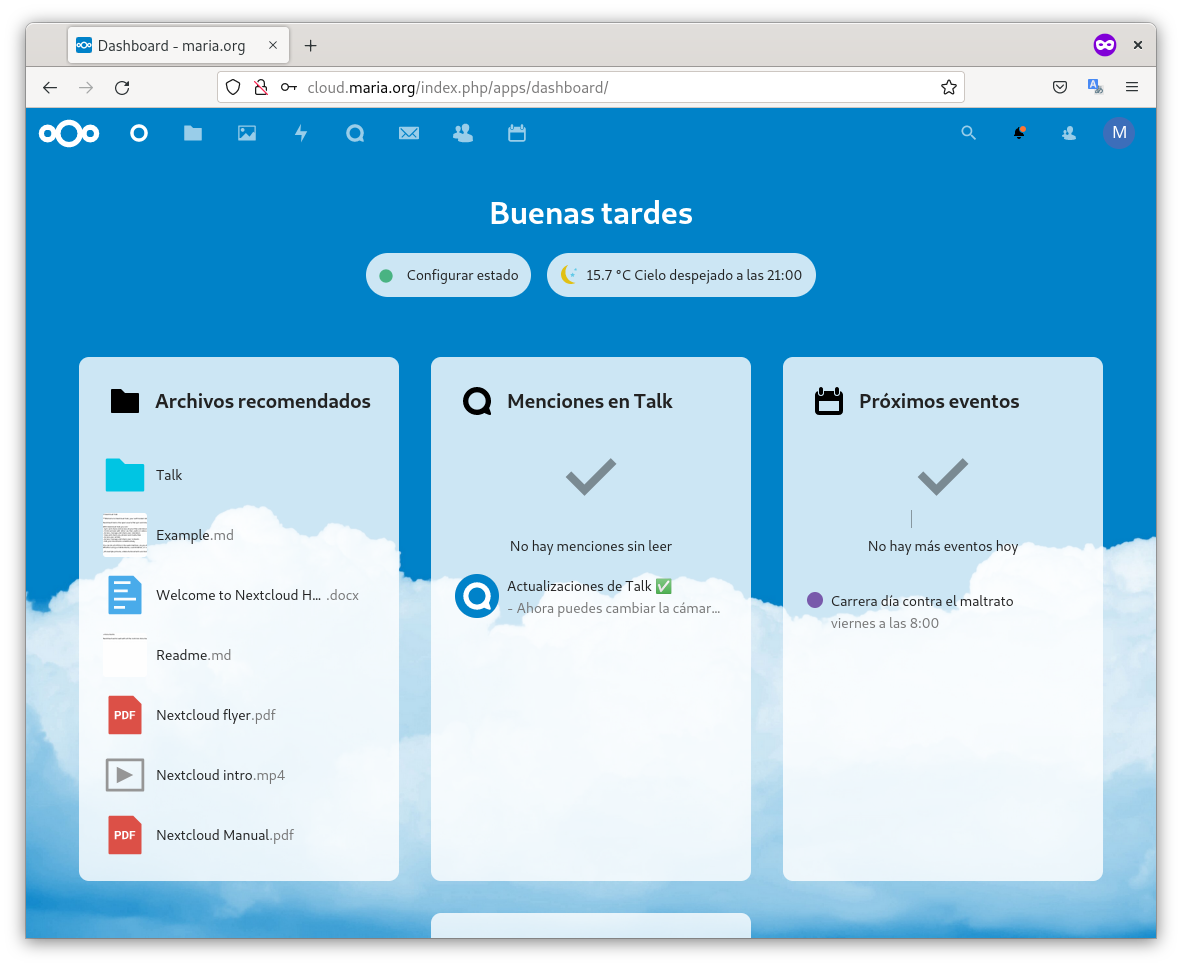 Dashboard - maria.org
cloud.maria.org/index.php/apps/dashboard/
M
Buenas tardes
Configurar estado
15.7 °C Cielo despejado a las 21:00
Archivos recomendados
Talk
Example.md
Welcome to Nextcloud H... .docx
Readme.md
PDF
Nextcloud flyer.pdf
Nextcloud intro.mp4
PDF
Nextcloud Manual.pdf
Menciones en Talk
No hay menciones sin leer
Actualizaciones de Talk ✅
- Ahora puedes cambiar la cámar...
Próximos eventos
No hay más eventos hoy
Carrera día contra el maltrato
viernes a las 8:00